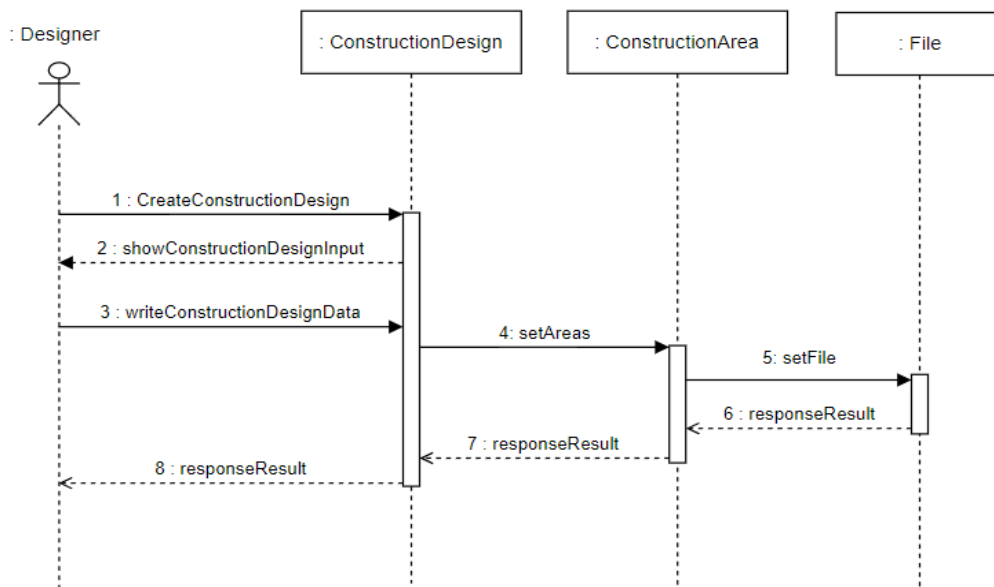 : Designer
: ConstructionDesign
: ConstructionArea
: File
1 : CreateConstructionDesign
2 : showConstructionDesignInput
3 : writeConstructionDesignData
4: setAreas
5: setFile
6 : responseResult
7 : responseResult
8 : responseResult